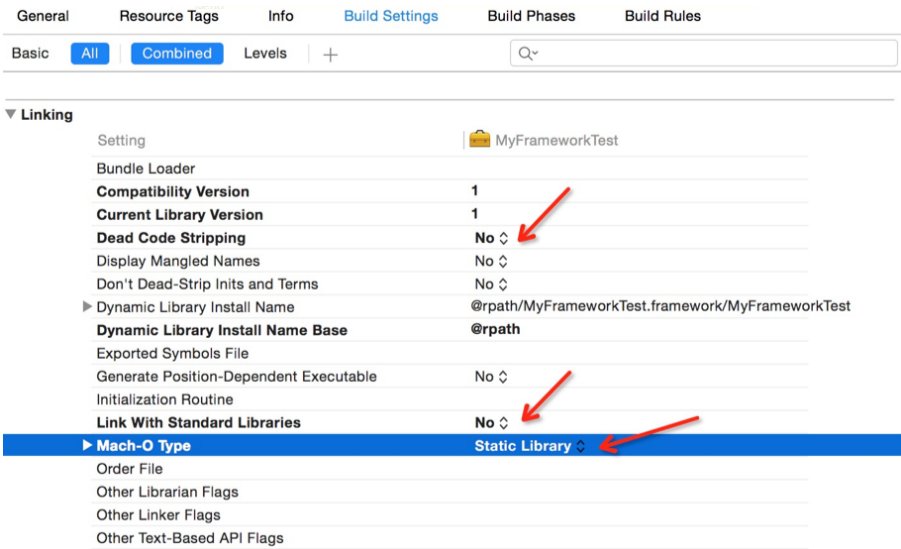 General Resource Tags Info Build Settings Build Phases Build Rules
Basic All Combined Levels
Linking
Setting MyFrameworkTest
Bundle Loader
Compatibility Version 1
Current Library Version 1
Dead Code Stripping No
Display Mangled Names No
Don't Dead-Strip Inits and Terms No
Dynamic Library Install Name @rpath/MyFrameworkTest.framework/MyFrameworkTest
Dynamic Library Install Name Base @rpath
Exported Symbols File
Generate Position-Dependent Executable No
Initialization Routine
Link With Standard Libraries No
Mach-O Type Static Library
Order File
Other Librarian Flags
Other Linker Flags
Other Text-Based API Flags